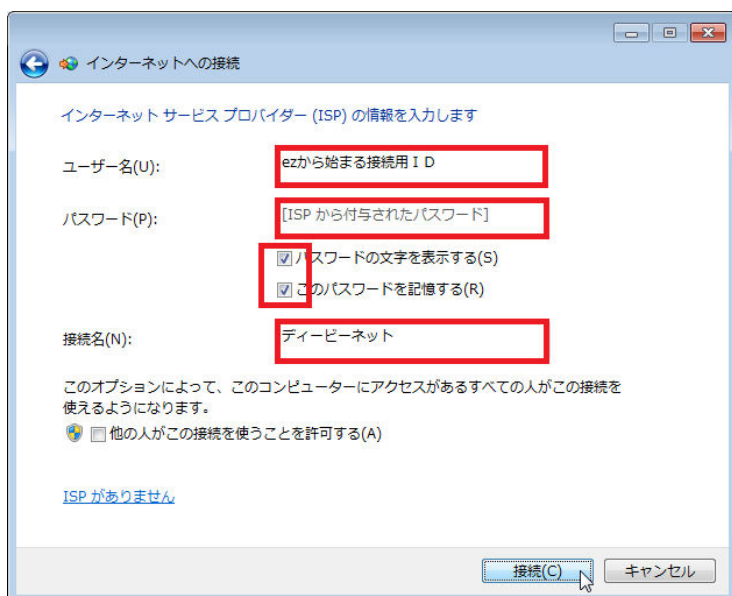 インターネットへの接続
インターネット サービス プロバイダー (ISP) の情報を入力します
ユーザー名(U):
ezから始まる接続用ＩＤ
パスワード(P):
[ISP から付与されたパスワード]
パスワードの文字を表示する(S)
このパスワードを記憶する(R)
接続名(N):
ディービーネット
このオプションによって、このコンピューターにアクセスがあるすべての人がこの接続を
使えるようになります。
他の人がこの接続を使うことを許可する(A)
ISP がありません
接続(C)
キャンセル